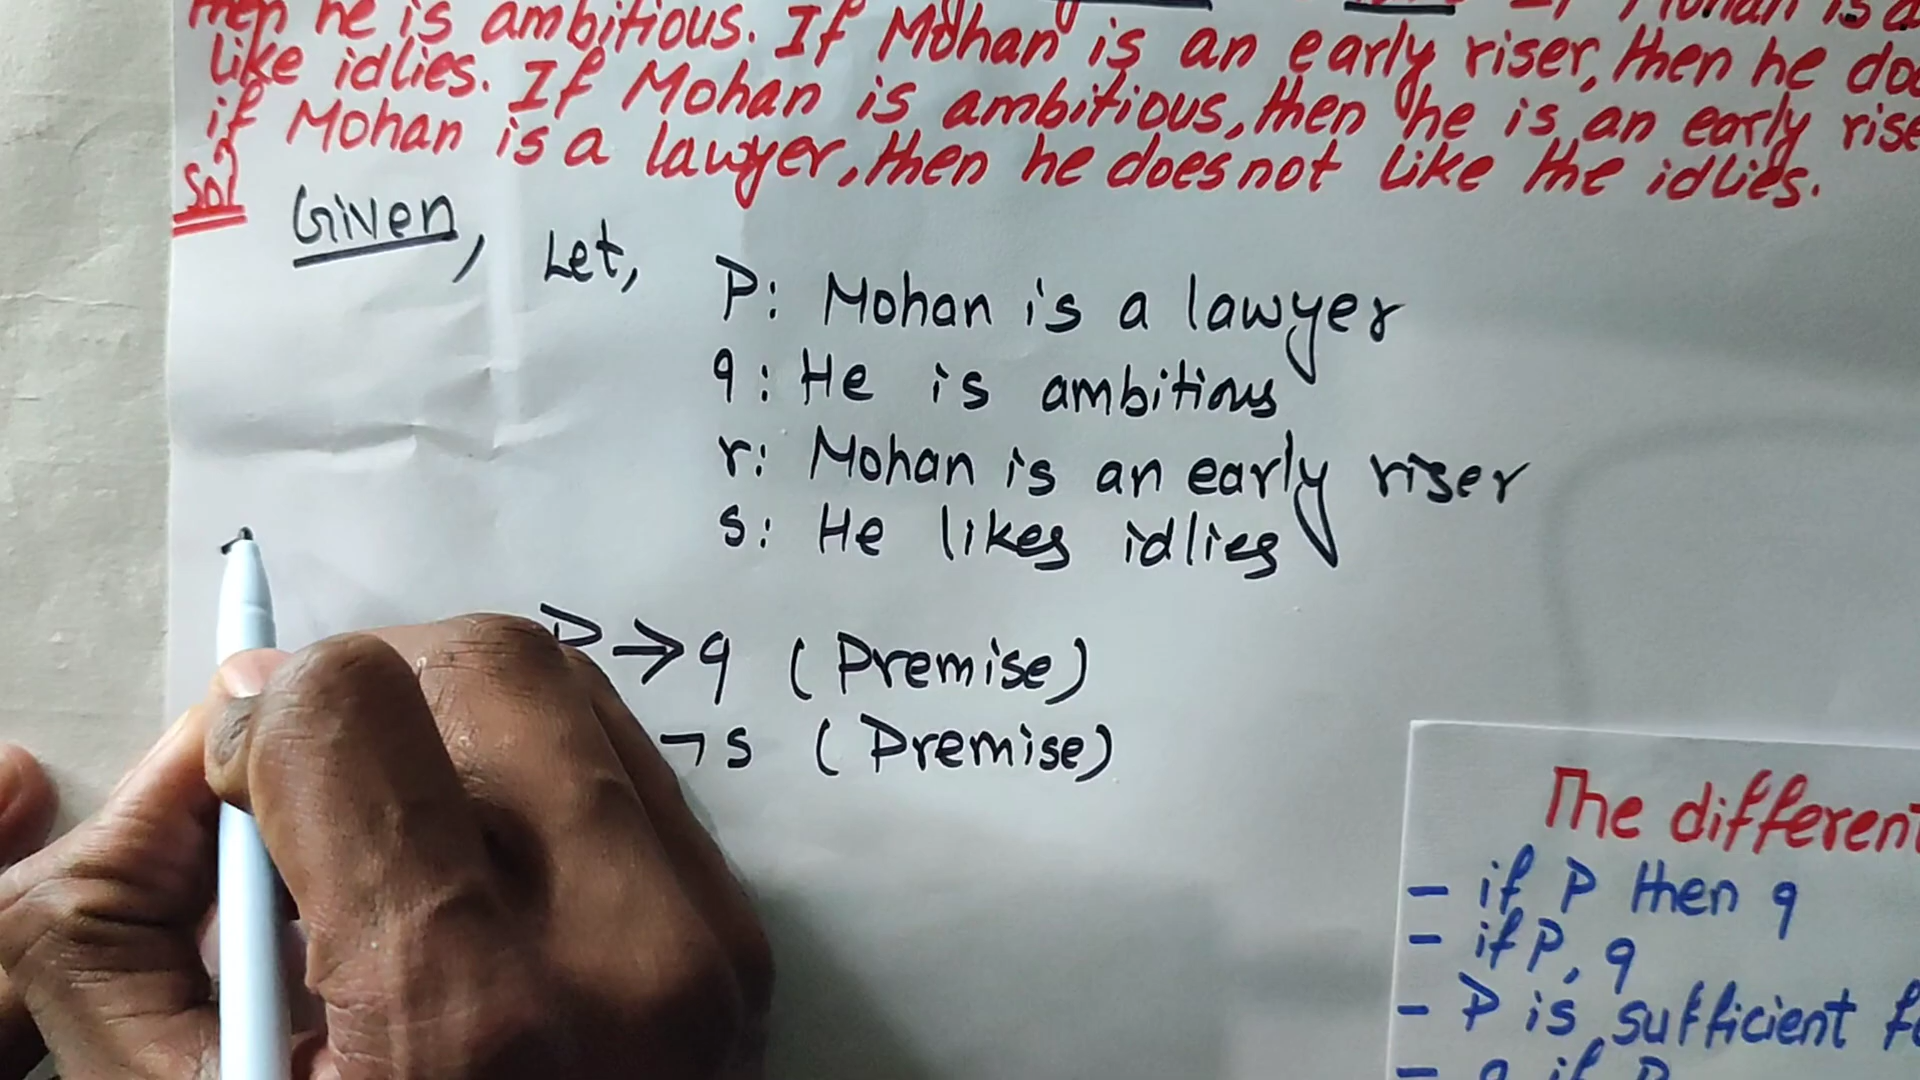 then he is ambitious. If Mohan is an early riser, then he doe
like idlies. If Mohan is ambitious, then he is an early rise
if Mohan is a lawyer, then he does not like the idlies.
Sol
Given, Let,
P: Mohan is a lawyer
q: He is ambitious
r: Mohan is an early riser
s: He likes idlies
P → q (Premise)
¬s (Premise)
The different
- if P then q
- if P, q
- P is sufficient f
- q if P